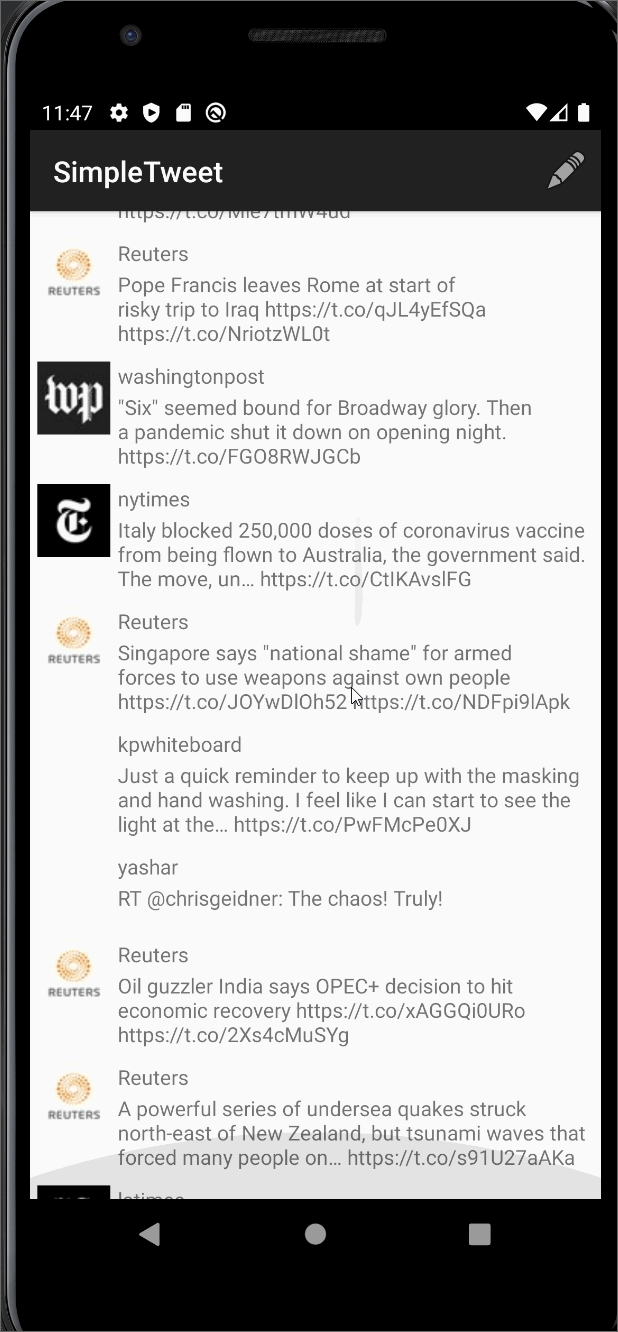 11:47
SimpleTweet
Reuters
REUTERS
Pope Francis leaves Rome at start of
risky trip to Iraq https://t.co/qJL4yEfSQa
https://t.co/NriotzWL0t
washingtonpost
wp
"Six" seemed bound for Broadway glory. Then
a pandemic shut it down on opening night.
https://t.co/FGO8RWJGCb
nytimes
T
Italy blocked 250,000 doses of coronavirus vaccine
from being flown to Australia, the government said.
The move, un… https://t.co/CtIKAvslFG
Reuters
REUTERS
Singapore says "national shame" for armed
forces to use weapons against own people
https://t.co/JOYwDlOh52 https://t.co/NDFpi9lApk
kpwhiteboard
Just a quick reminder to keep up with the masking
and hand washing. I feel like I can start to see the
light at the… https://t.co/PwFMcPe0XJ
yashar
RT @chrisgeidner: The chaos! Truly!
Reuters
REUTERS
Oil guzzler India says OPEC+ decision to hit
economic recovery https://t.co/xAGGQi0URo
https://t.co/2Xs4cMuSYg
Reuters
REUTERS
A powerful series of undersea quakes struck
north-east of New Zealand, but tsunami waves that
forced many people on… https://t.co/s91U27aAKa
latimes